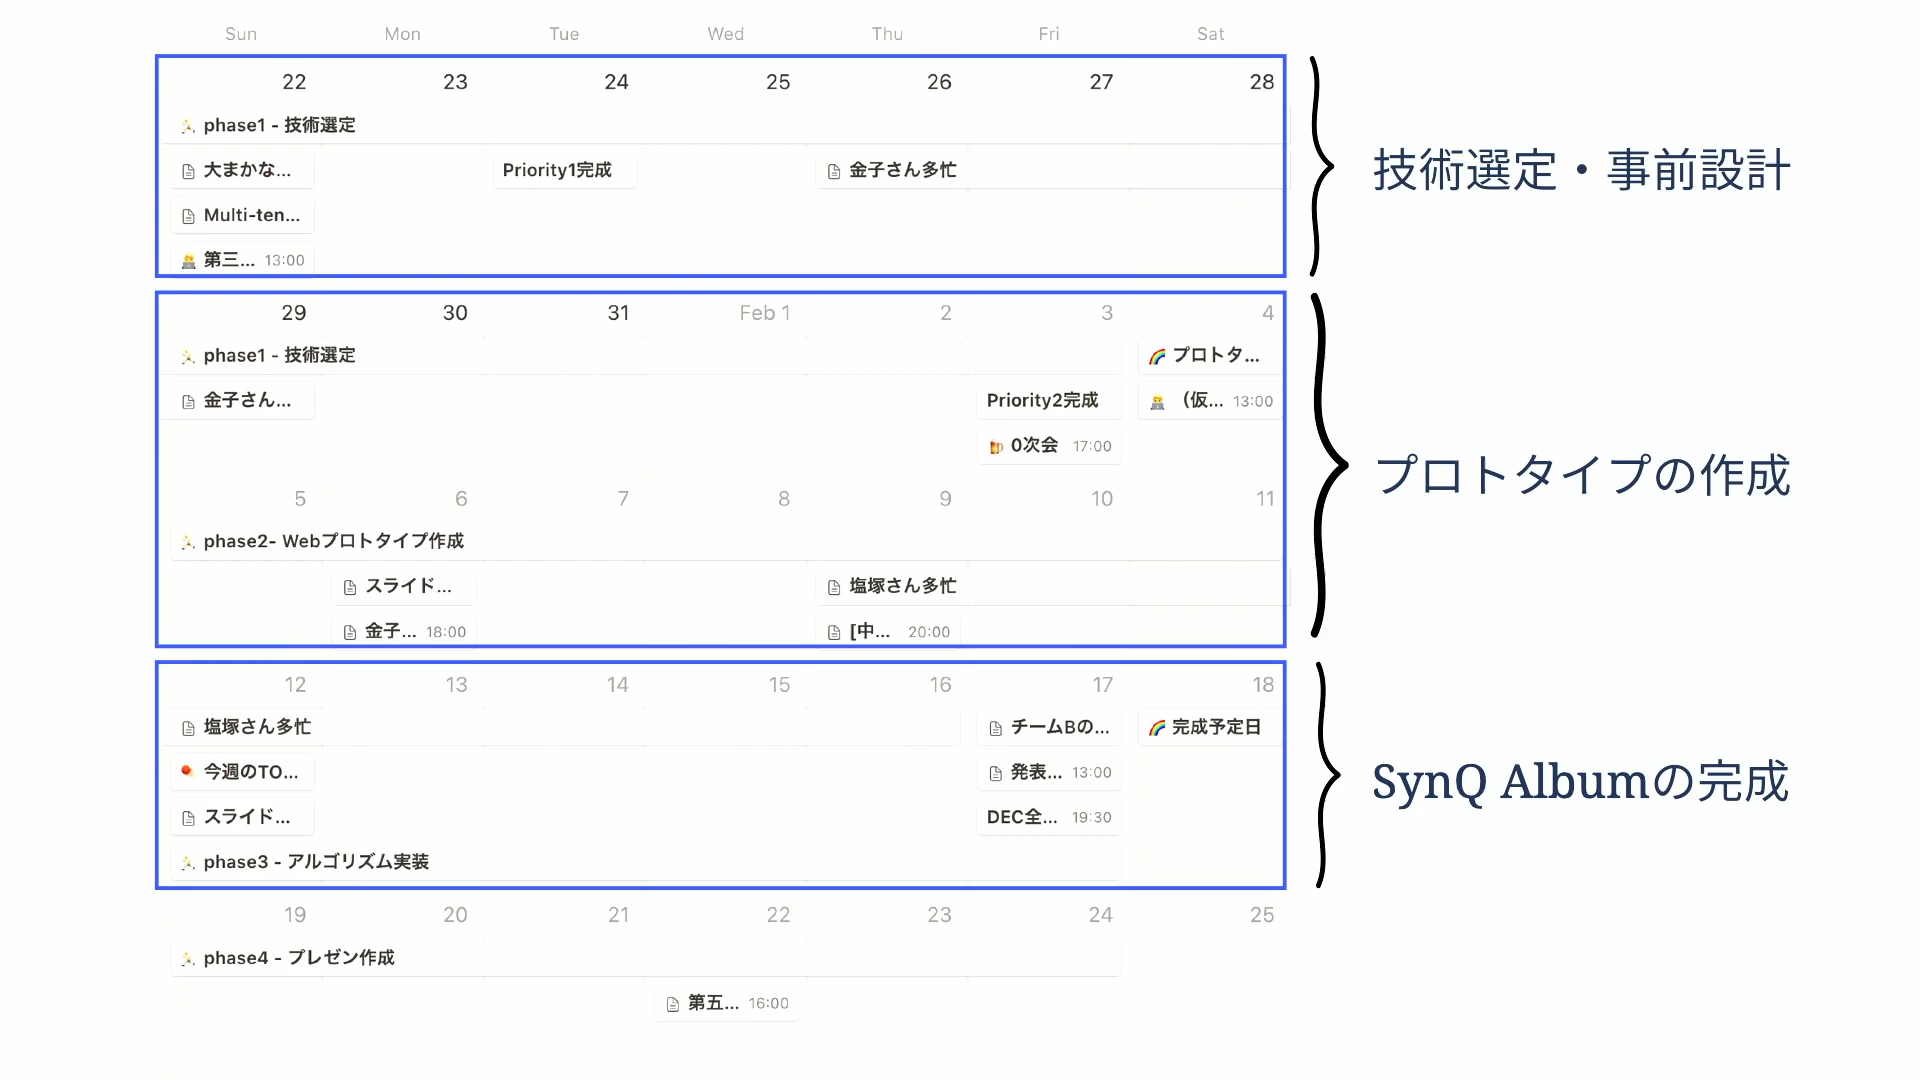 Sun Mon Tue Wed Thu Fri Sat
22 23 24 25 26 27 28
phase1 - 技術選定
大まかな... Priority1完成 金子さん多忙
Multi-ten...
第三... 13:00
技術選定・事前設計
29 30 31 Feb 1 2 3 4
phase1 - 技術選定 プロトタ...
金子さん... Priority2完成 （仮... 13:00
0次会 17:00
プロトタイプの作成
5 6 7 8 9 10 11
phase2- Webプロトタイプ作成
スライド... 塩塚さん多忙
金子... 18:00 [中... 20:00
12 13 14 15 16 17 18
塩塚さん多忙 チームBの... 完成予定日
今週のTO... 発表... 13:00
スライド... DEC全... 19:30
phase3 - アルゴリズム実装
SynQ Albumの完成
19 20 21 22 23 24 25
phase4 - プレゼン作成
第五... 16:00